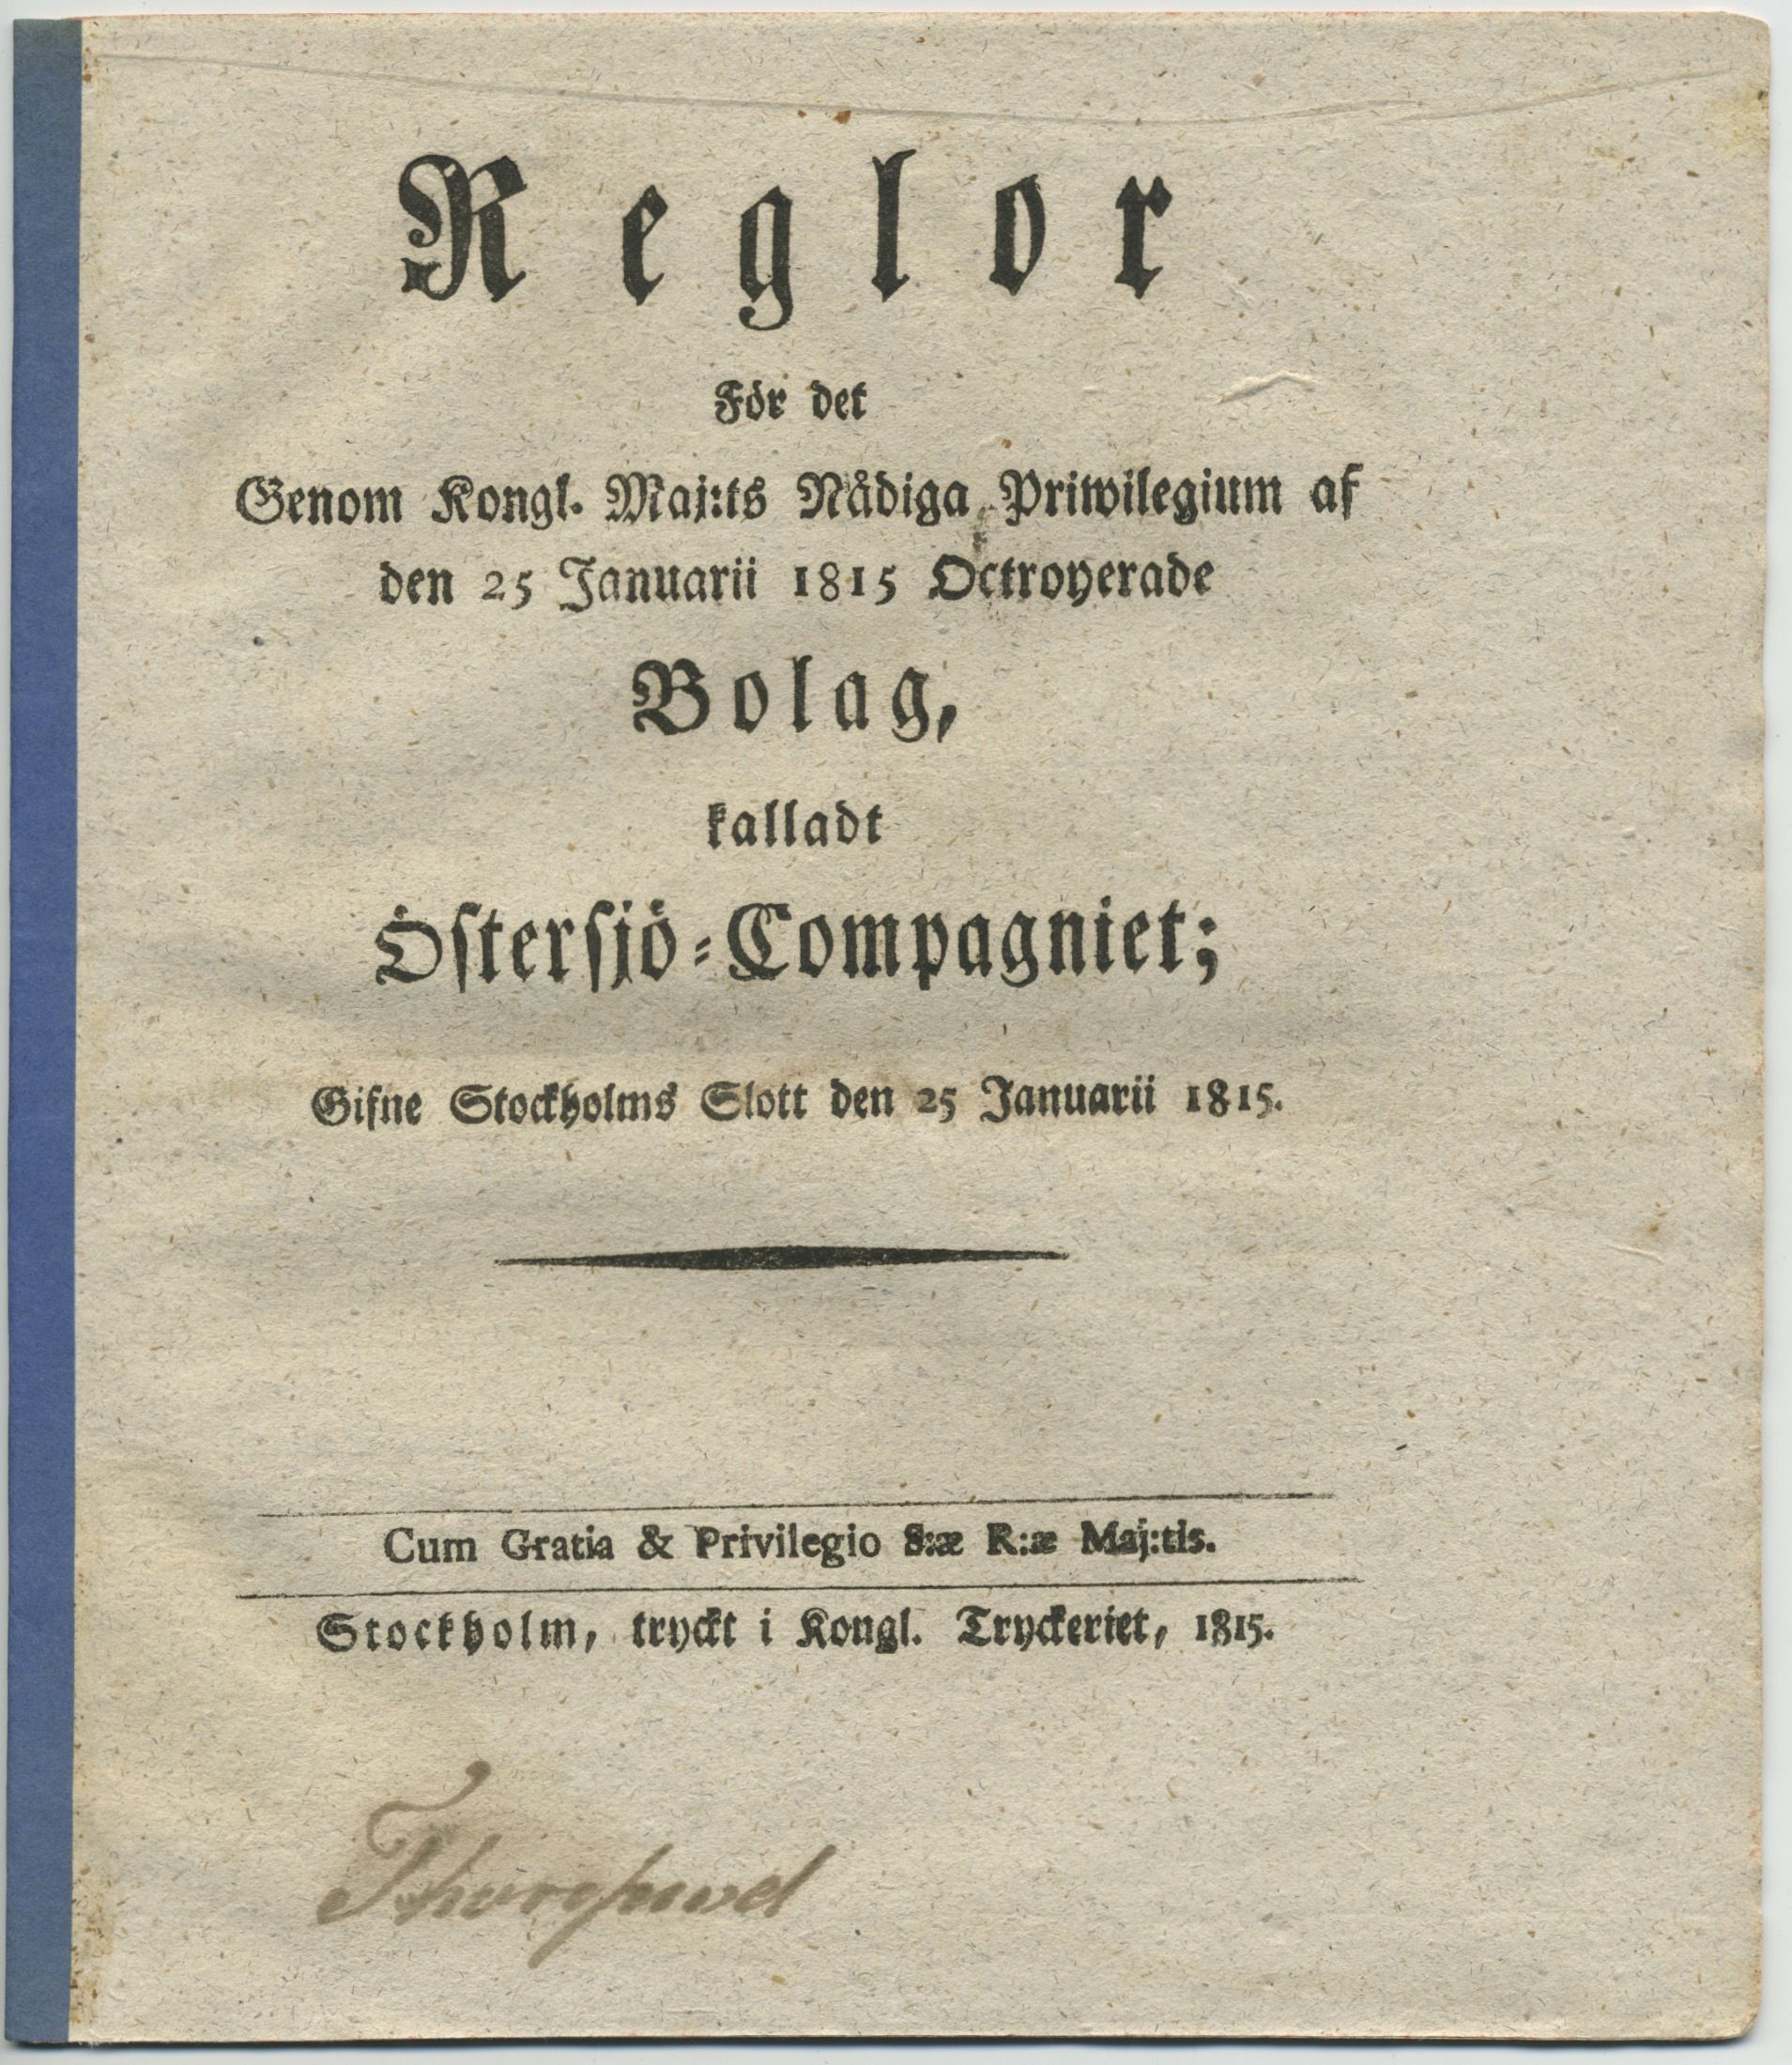 Reglor
För det
Genom Kongl. Maj:ts Nådiga Priwilegium af
den 25 Januarii 1815 Octroyerade
Bolag,
kalladt
Östersjö-Compagniet;
Gifne Stockholms Slott den 25 Januarii 1815.
Cum Gratia & Privilegio S:æ R:æ Maj:tis.
Stockholm, tryckt i Kongl. Tryckeriet, 1815.